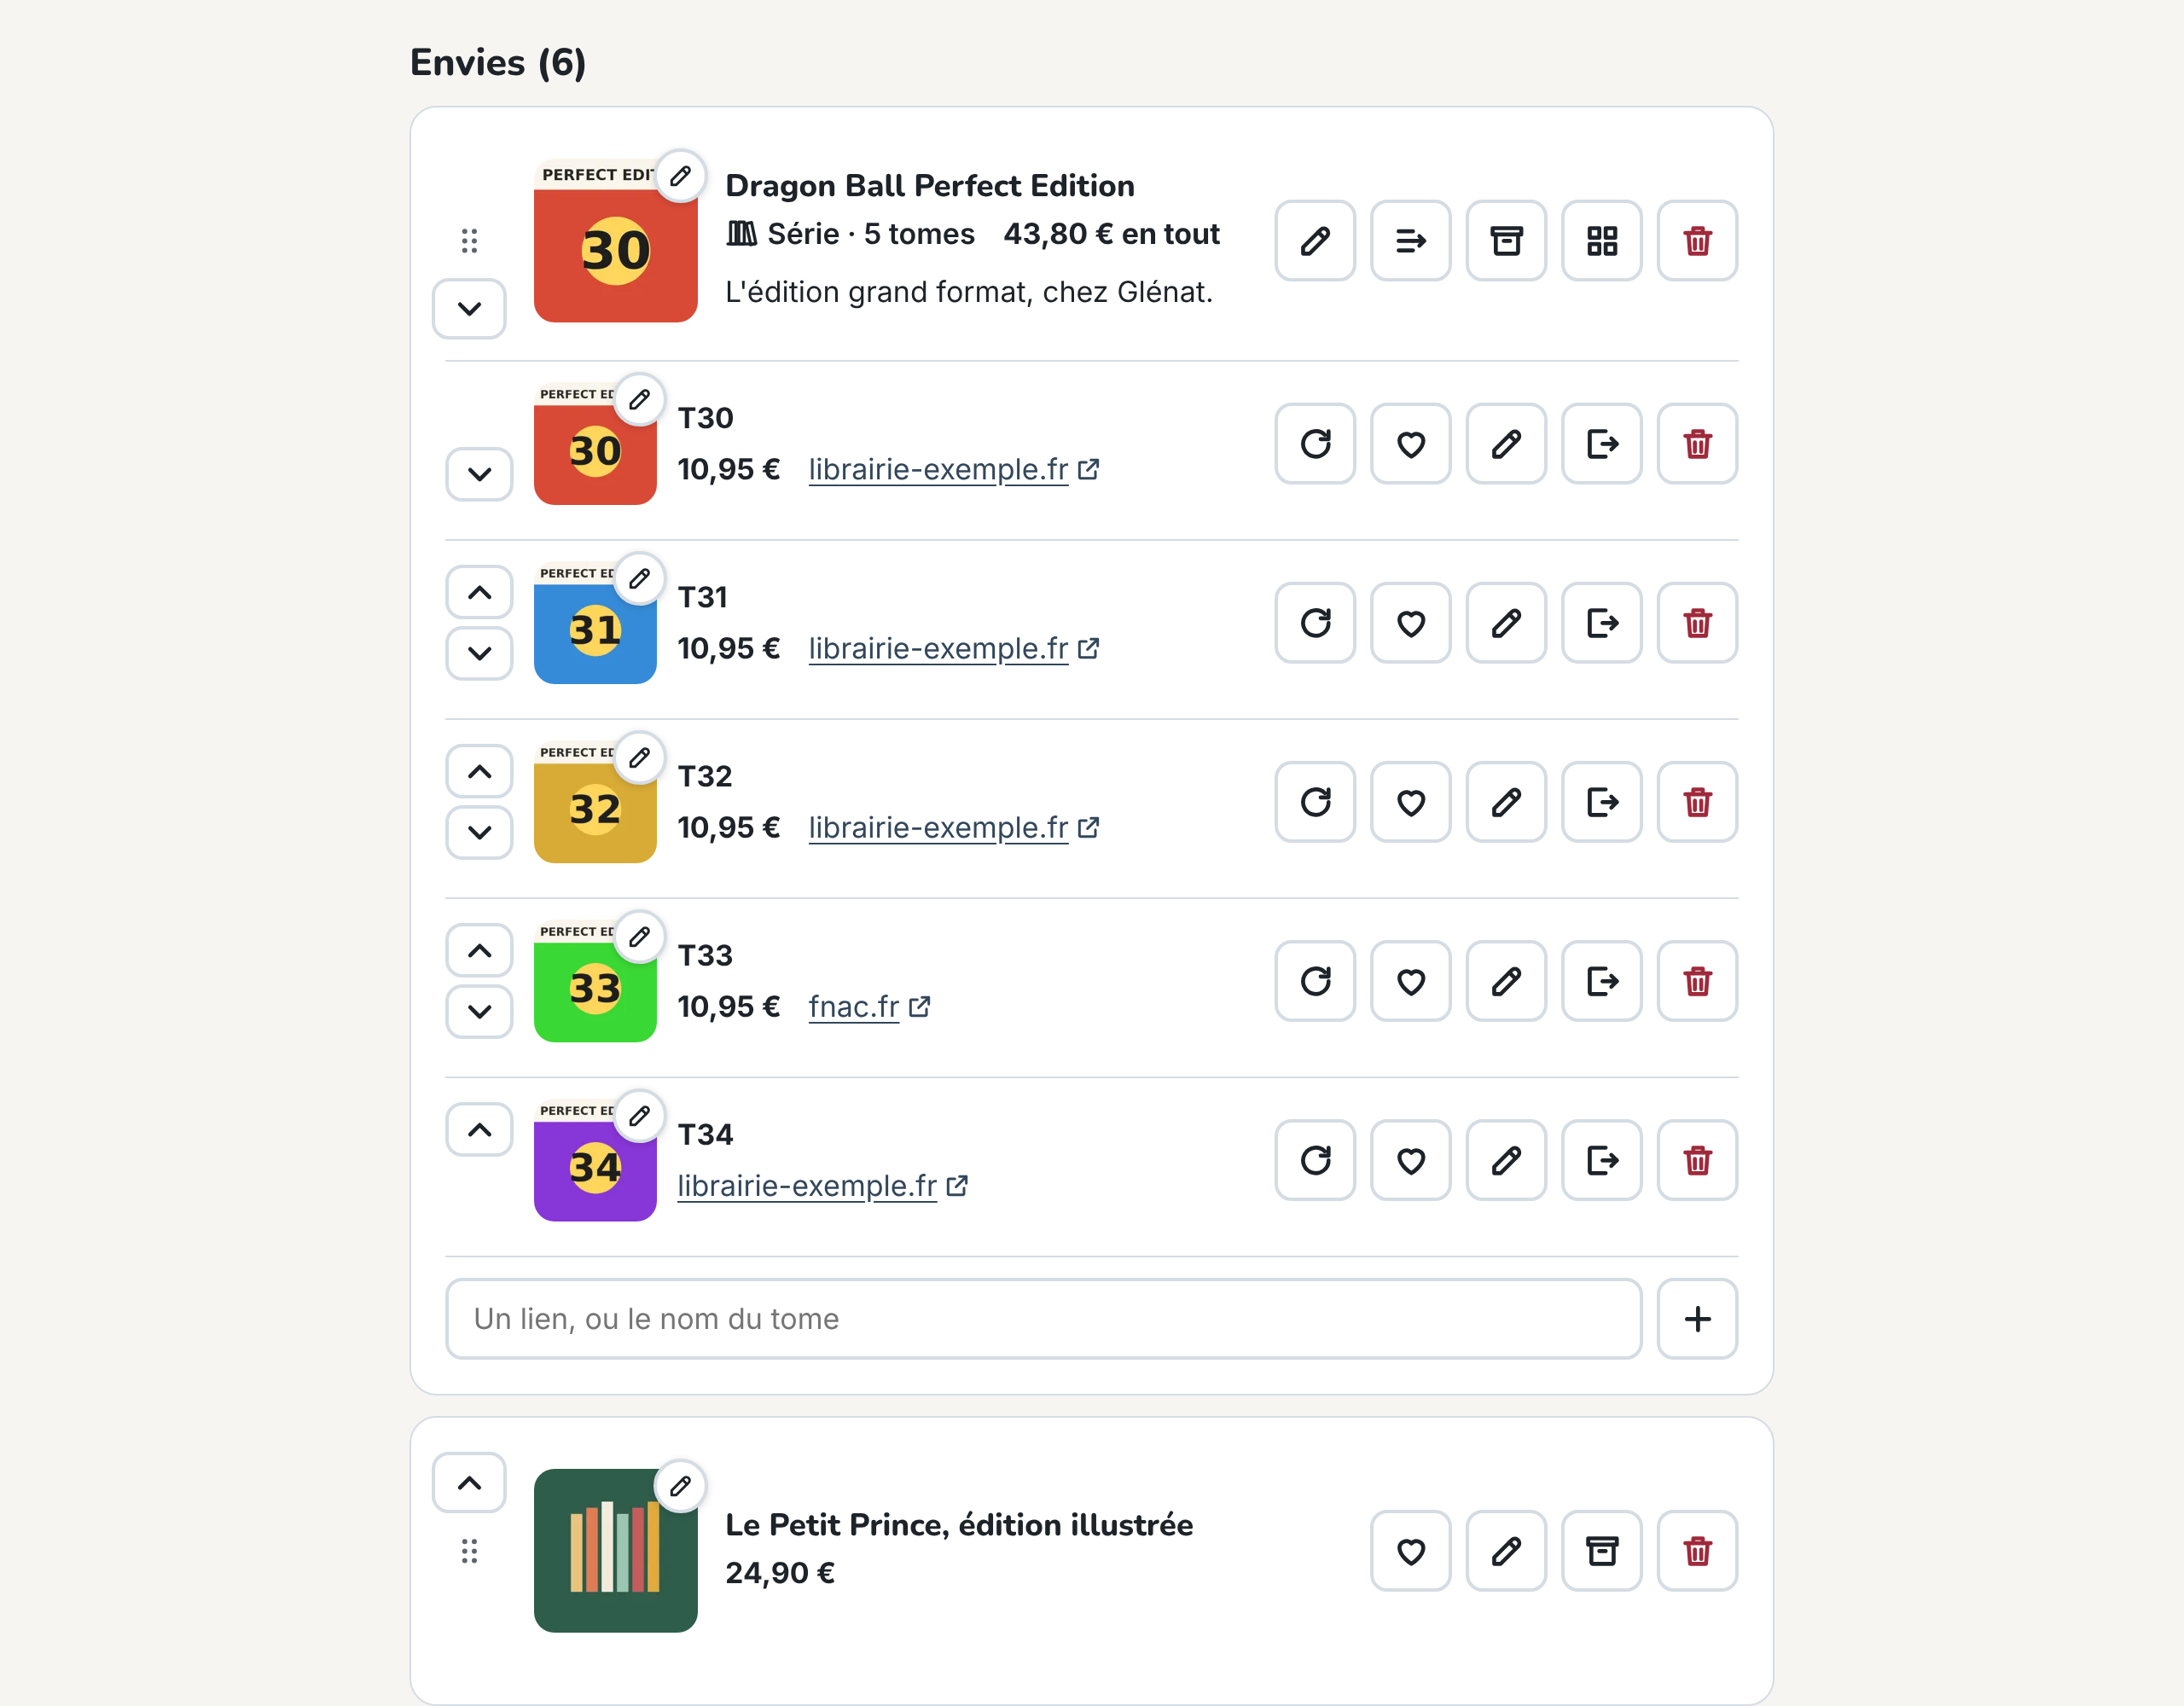 Envies (6)
PERFECT EDIT
30
Dragon Ball Perfect Edition
Série · 5 tomes 43,80 € en tout
L'édition grand format, chez Glénat.
PERFECT ED
30
T30
10,95 € librairie-exemple.fr
PERFECT ED
31
T31
10,95 € librairie-exemple.fr
PERFECT ED
32
T32
10,95 € librairie-exemple.fr
PERFECT ED
33
T33
10,95 € fnac.fr
PERFECT ED
34
T34
librairie-exemple.fr
Un lien, ou le nom du tome
Le Petit Prince, édition illustrée
24,90 €